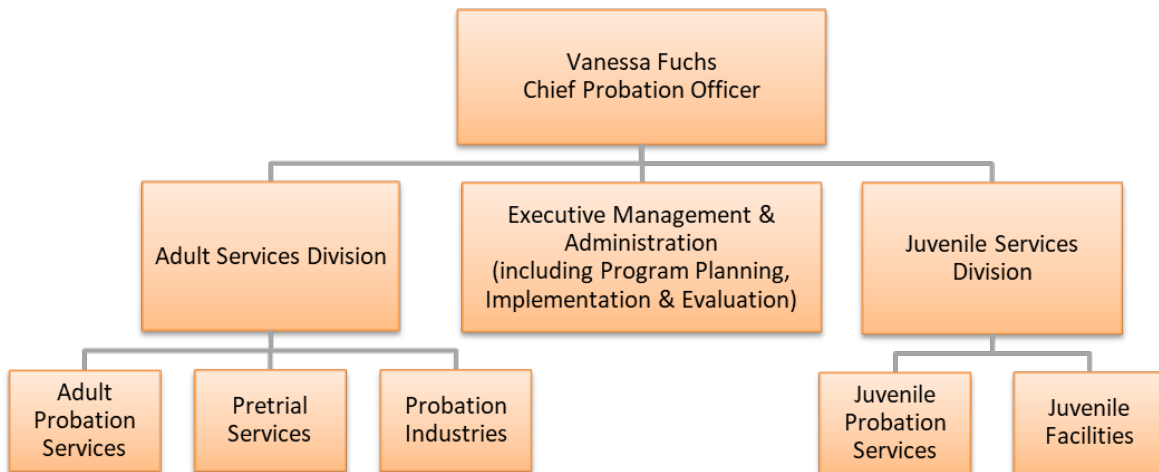 Vanessa Fuchs
Chief Probation Officer
Adult Services Division
Executive Management &
Administration
(including Program Planning,
Implementation & Evaluation)
Juvenile Services
Division
Adult
Probation
Services
Pretrial
Services
Probation
Industries
Juvenile
Probation
Services
Juvenile
Facilities